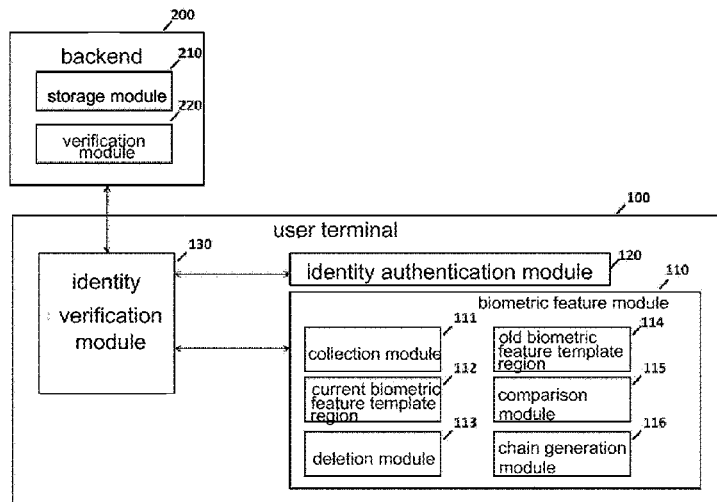 200
backend
210
storage module
220
verification
module
100
user terminal
130
identity
verification
module
120
identity authentication module
110
biometric feature module
111
collection module
112
current biometric
feature template
region
113
deletion module
114
old biometric
feature template
region
115
comparison
module
116
chain generation
module